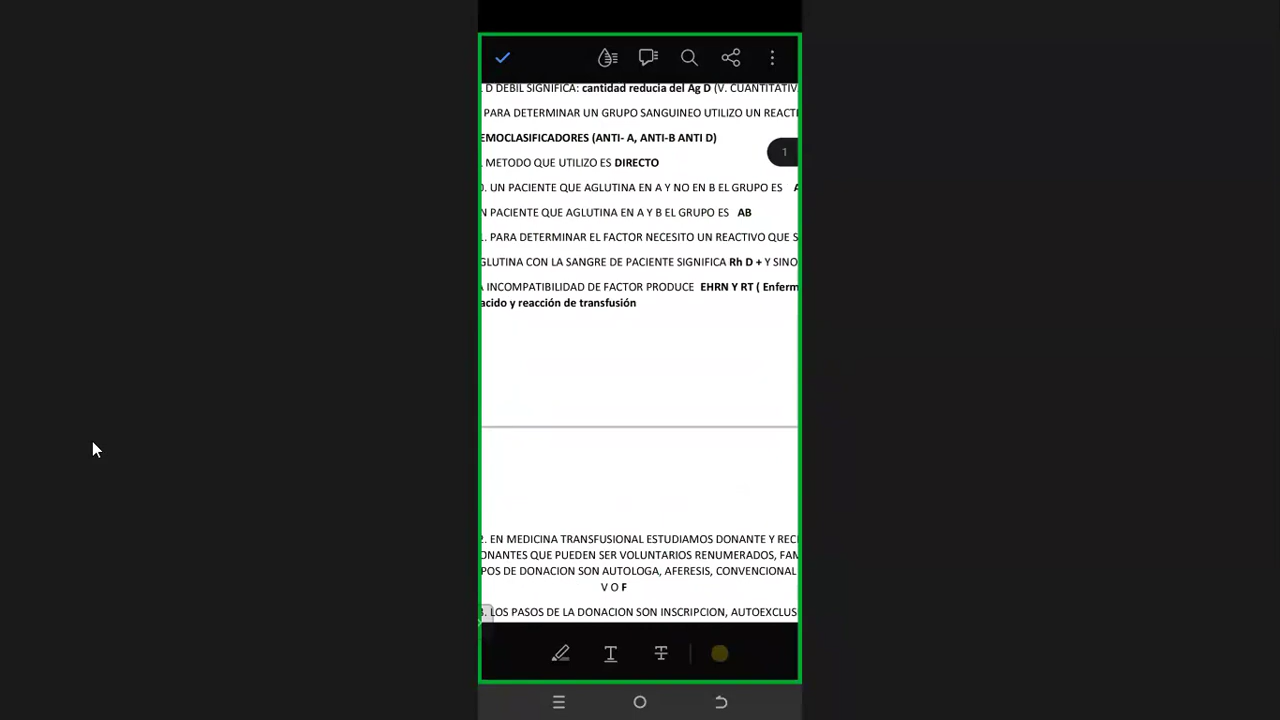 D DEBIL SIGNIFICA: cantidad reducia del Ag D (V. CUANTITATIV
PARA DETERMINAR UN GRUPO SANGUINEO UTILIZO UN REACTI
EMOCLASIFICADORES (ANTI- A, ANTI-B ANTI D)
1
METODO QUE UTILIZO ES DIRECTO
0. UN PACIENTE QUE AGLUTINA EN A Y NO EN B EL GRUPO ES A
N PACIENTE QUE AGLUTINA EN A Y B EL GRUPO ES AB
1. PARA DETERMINAR EL FACTOR NECESITO UN REACTIVO QUE S
GLUTINA CON LA SANGRE DE PACIENTE SIGNIFICA Rh D + Y SINO
A INCOMPATIBILIDAD DE FACTOR PRODUCE EHRN Y RT ( Enferm
acido y reacción de transfusión
2. EN MEDICINA TRANSFUSIONAL ESTUDIAMOS DONANTE Y REC
ONANTES QUE PUEDEN SER VOLUNTARIOS RENUMERADOS, FAM
POS DE DONACION SON AUTOLOGA, AFERESIS, CONVENCIONAL
V O F
3. LOS PASOS DE LA DONACION SON INSCRIPCION, AUTOEXCLUS